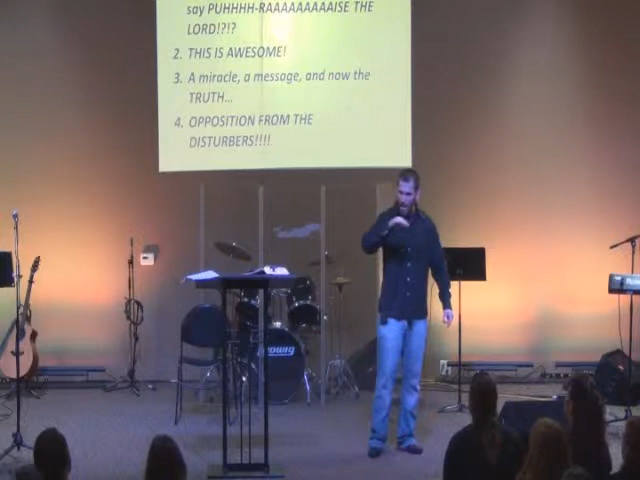 say PUHHHH-RAAAAAAAAAISE THE
LORD!?!?
2. THIS IS AWESOME!
3. A miracle, a message, and now the
TRUTH...
4. OPPOSITION FROM THE
DISTURBERS!!!!